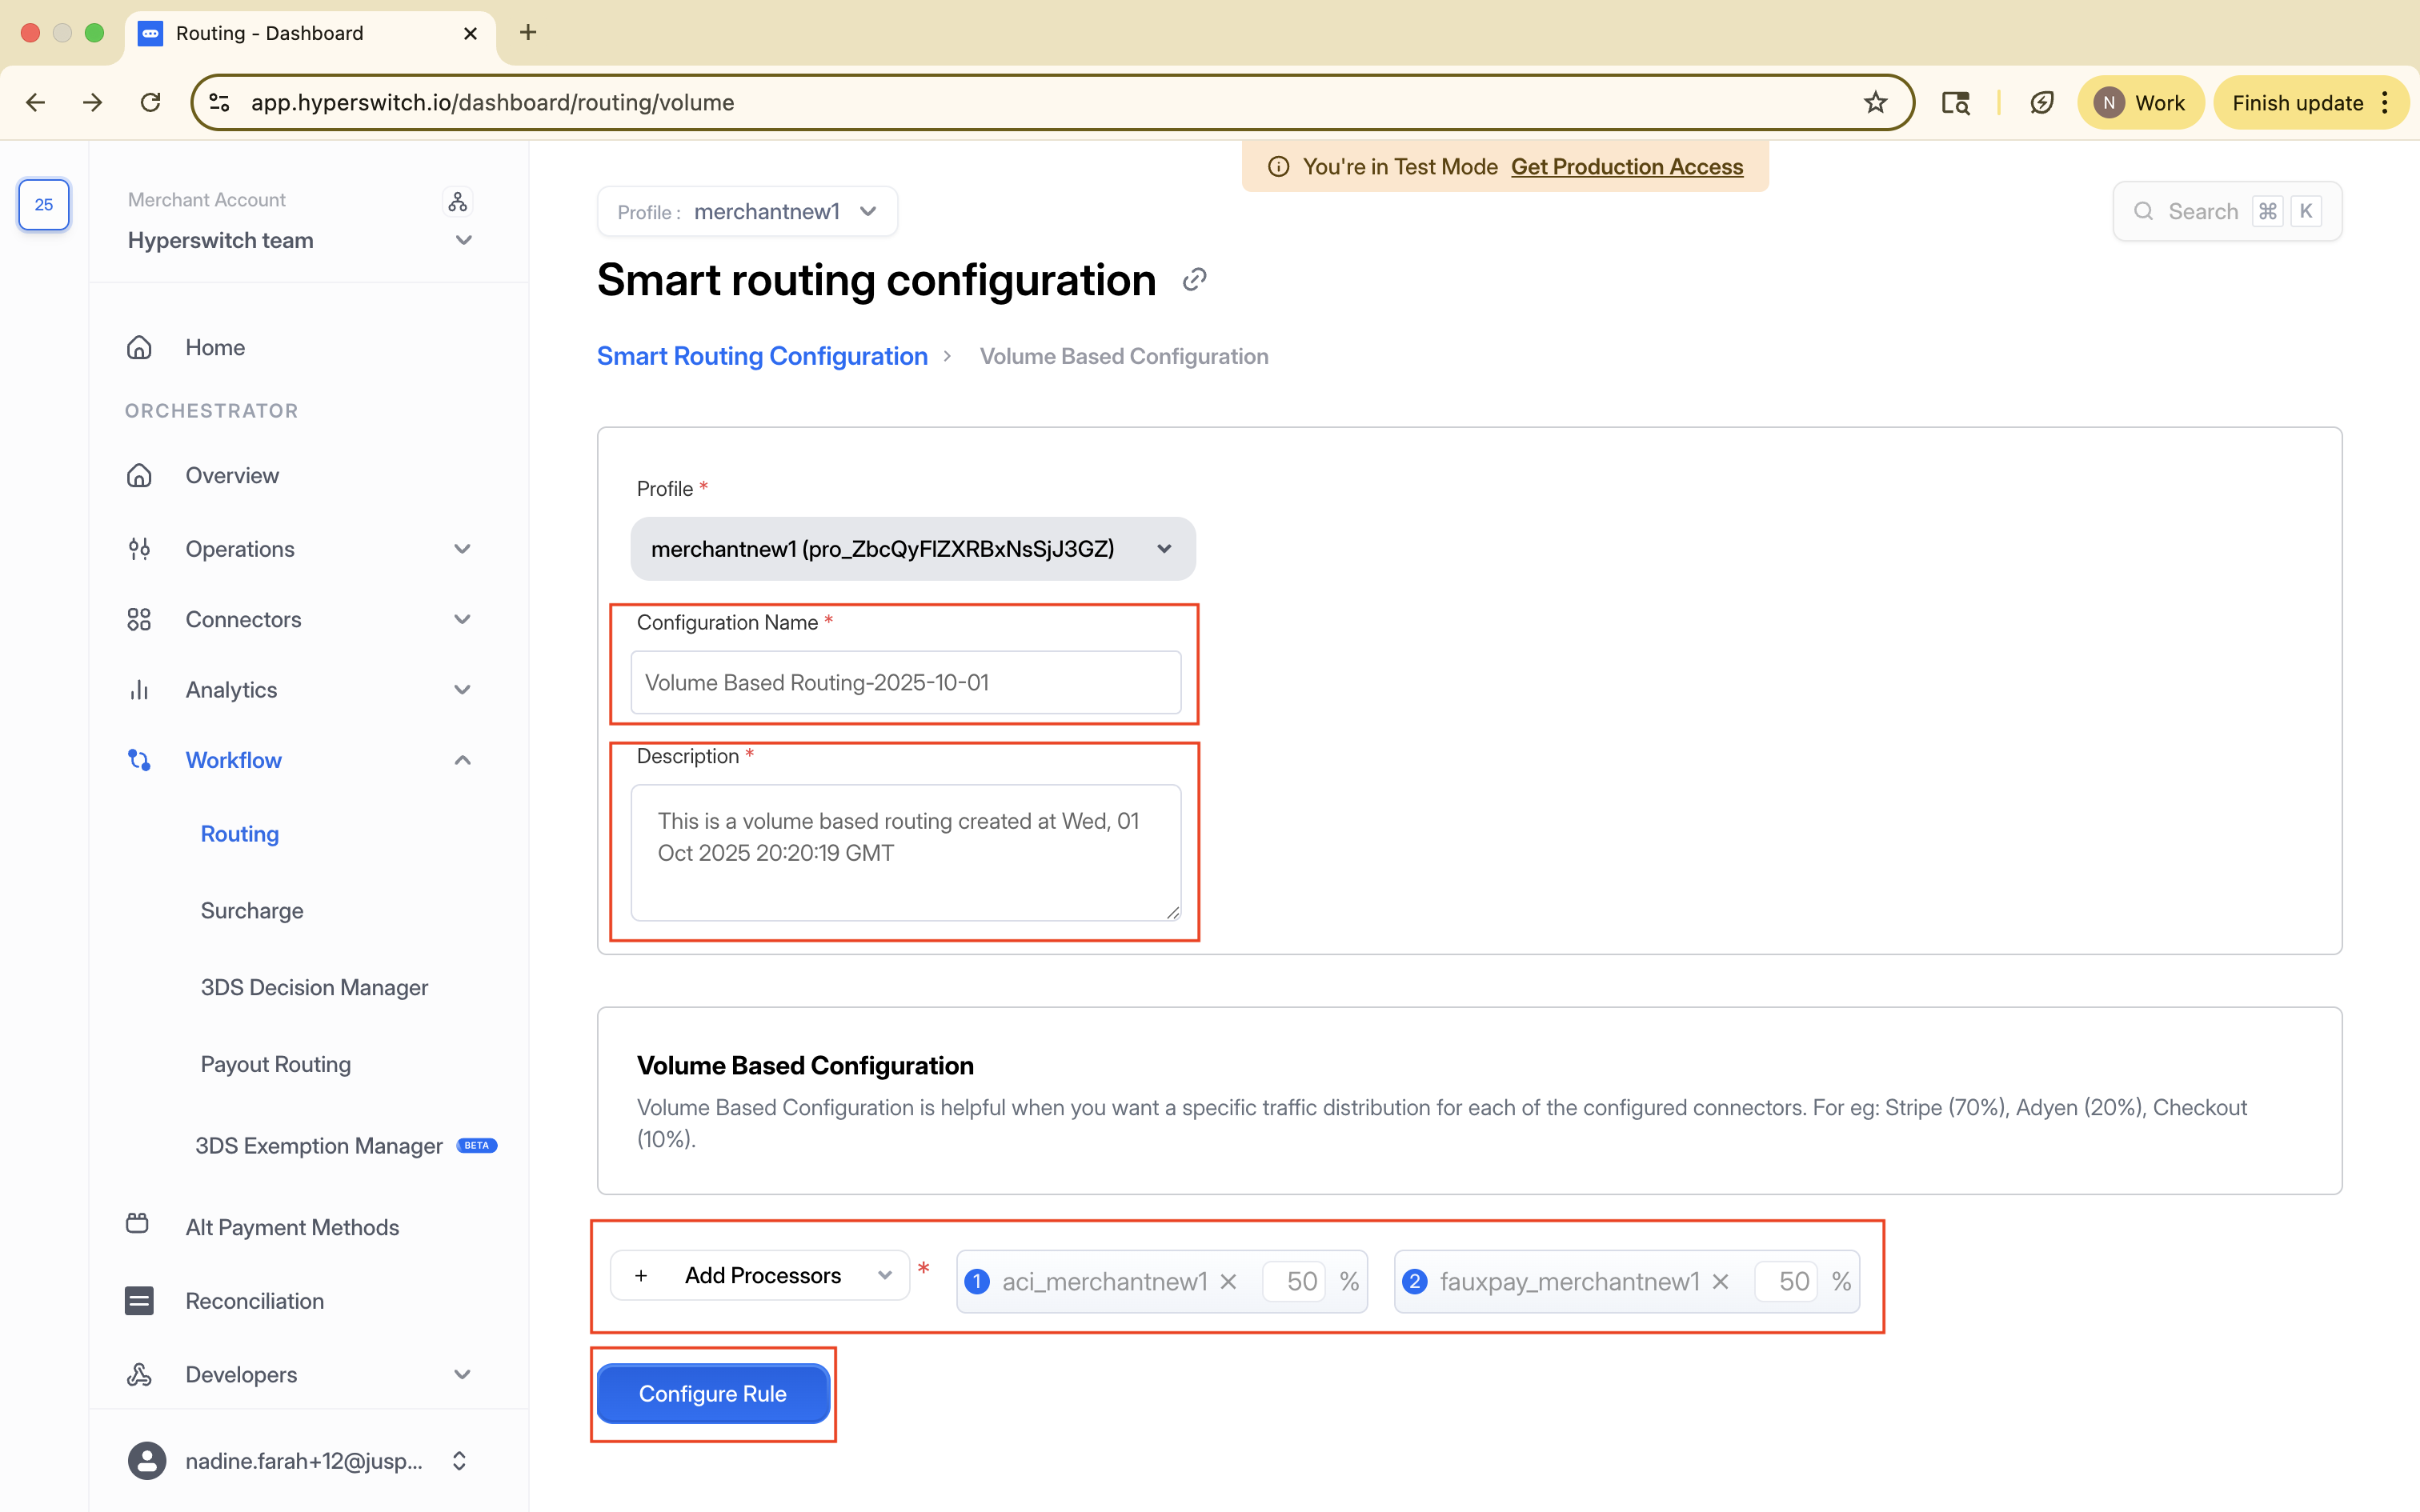 Routing - Dashboard
app.hyperswitch.io/dashboard/routing/volume
N Work
Finish update
You're in Test Mode Get Production Access
25
Merchant Account
Hyperswitch team
Home
ORCHESTRATOR
Overview
Operations
Connectors
Analytics
Workflow
Routing
Surcharge
3DS Decision Manager
Payout Routing
3DS Exemption Manager BETA
Alt Payment Methods
Reconciliation
Developers
nadine.farah+12@jusp...
Profile : merchantnew1
Search ⌘ K
Smart routing configuration
Smart Routing Configuration > Volume Based Configuration
Profile *
merchantnew1 (pro_ZbcQyFlZXRBxNsSjJ3GZ)
Configuration Name *
Volume Based Routing-2025-10-01
Description *
This is a volume based routing created at Wed, 01
Oct 2025 20:20:19 GMT
Volume Based Configuration
Volume Based Configuration is helpful when you want a specific traffic distribution for each of the configured connectors. For eg: Stripe (70%), Adyen (20%), Checkout
(10%).
+ Add Processors *
1 aci_merchantnew1 × 50 %
2 fauxpay_merchantnew1 × 50 %
Configure Rule